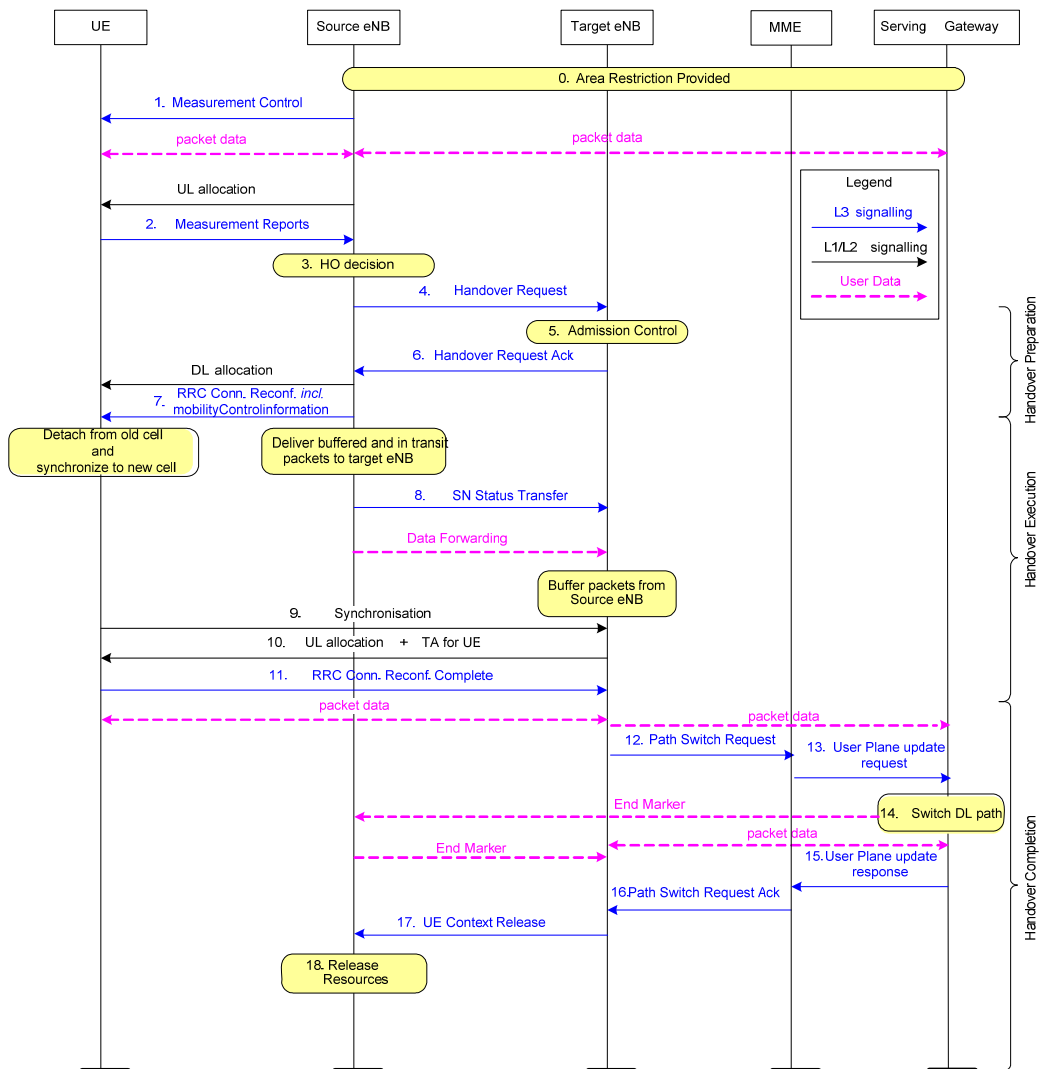 UE
Source eNB
Target eNB
MME
Serving Gateway
0. Area Restriction Provided
1. Measurement Control
packet data
packet data
Legend
L3 signalling
L1/L2 signalling
User Data
UL allocation
2. Measurement Reports
3. HO decision
4. Handover Request
5. Admission Control
6. Handover Request Ack
DL allocation
7. RRC Conn. Reconf. incl.
mobilityControlinformation
Handover Preparation
Detach from old cell
and
synchronize to new cell
Deliver buffered and in transit
packets to target eNB
8. SN Status Transfer
Data Forwarding
Buffer packets from
Source eNB
9. Synchronisation
10. UL allocation + TA for UE
11. RRC Conn. Reconf. Complete
Handover Execution
packet data
packet data
12. Path Switch Request
13. User Plane update
request
14. Switch DL path
End Marker
packet data
End Marker
15.User Plane update
response
16.Path Switch Request Ack
17. UE Context Release
18. Release
Resources
Handover Completion